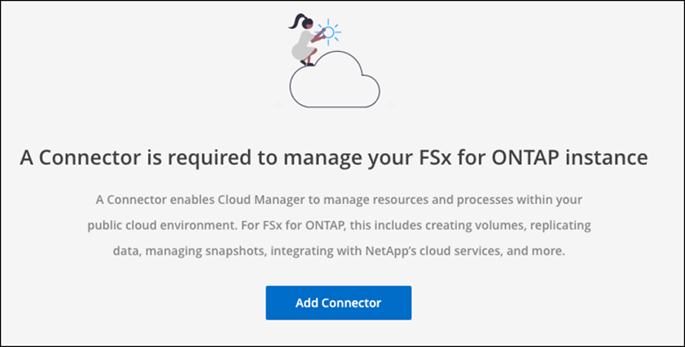 A Connector is required to manage your FSx for ONTAP instance
A Connector enables Cloud Manager to manage resources and processes within your
public cloud environment. For FSx for ONTAP, this includes creating volumes, replicating
data, managing snapshots, integrating with NetApp's cloud services, and more.
Add Connector